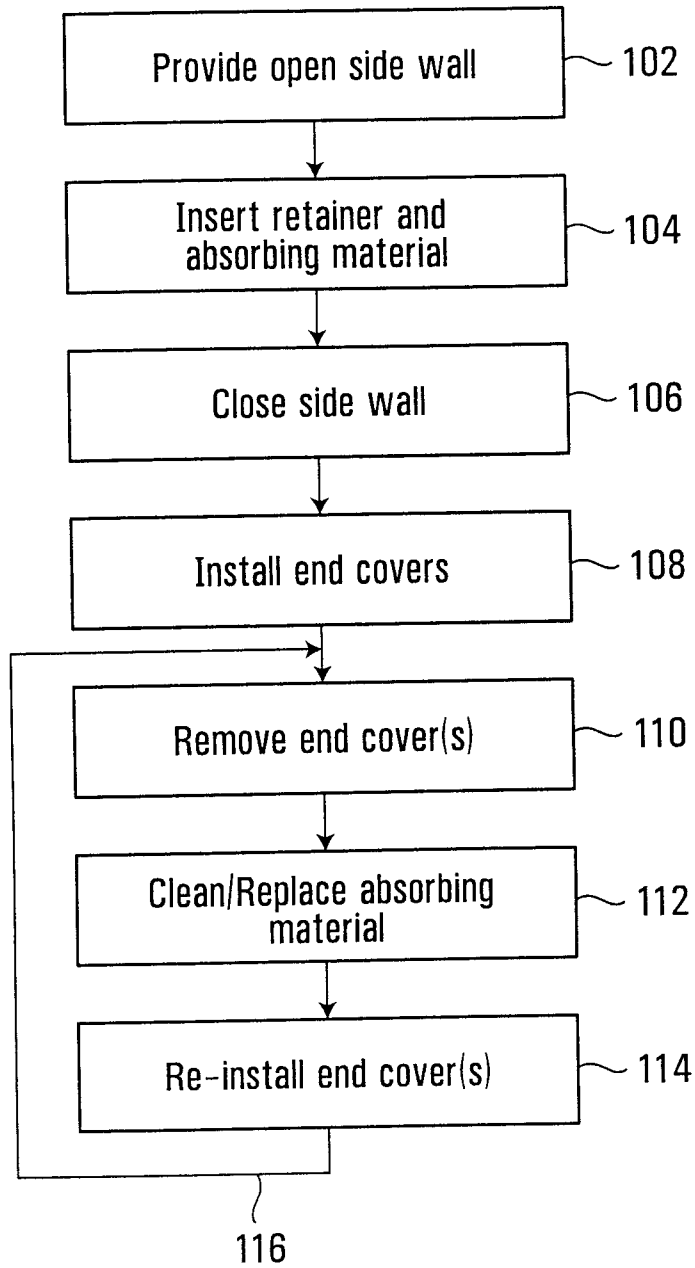 Provide open side wall
102
Insert retainer and
absorbing material
104
Close side wall
106
Install end covers
108
Remove end cover(s)
110
Clean/Replace absorbing
material
112
Re-install end cover(s)
114
116